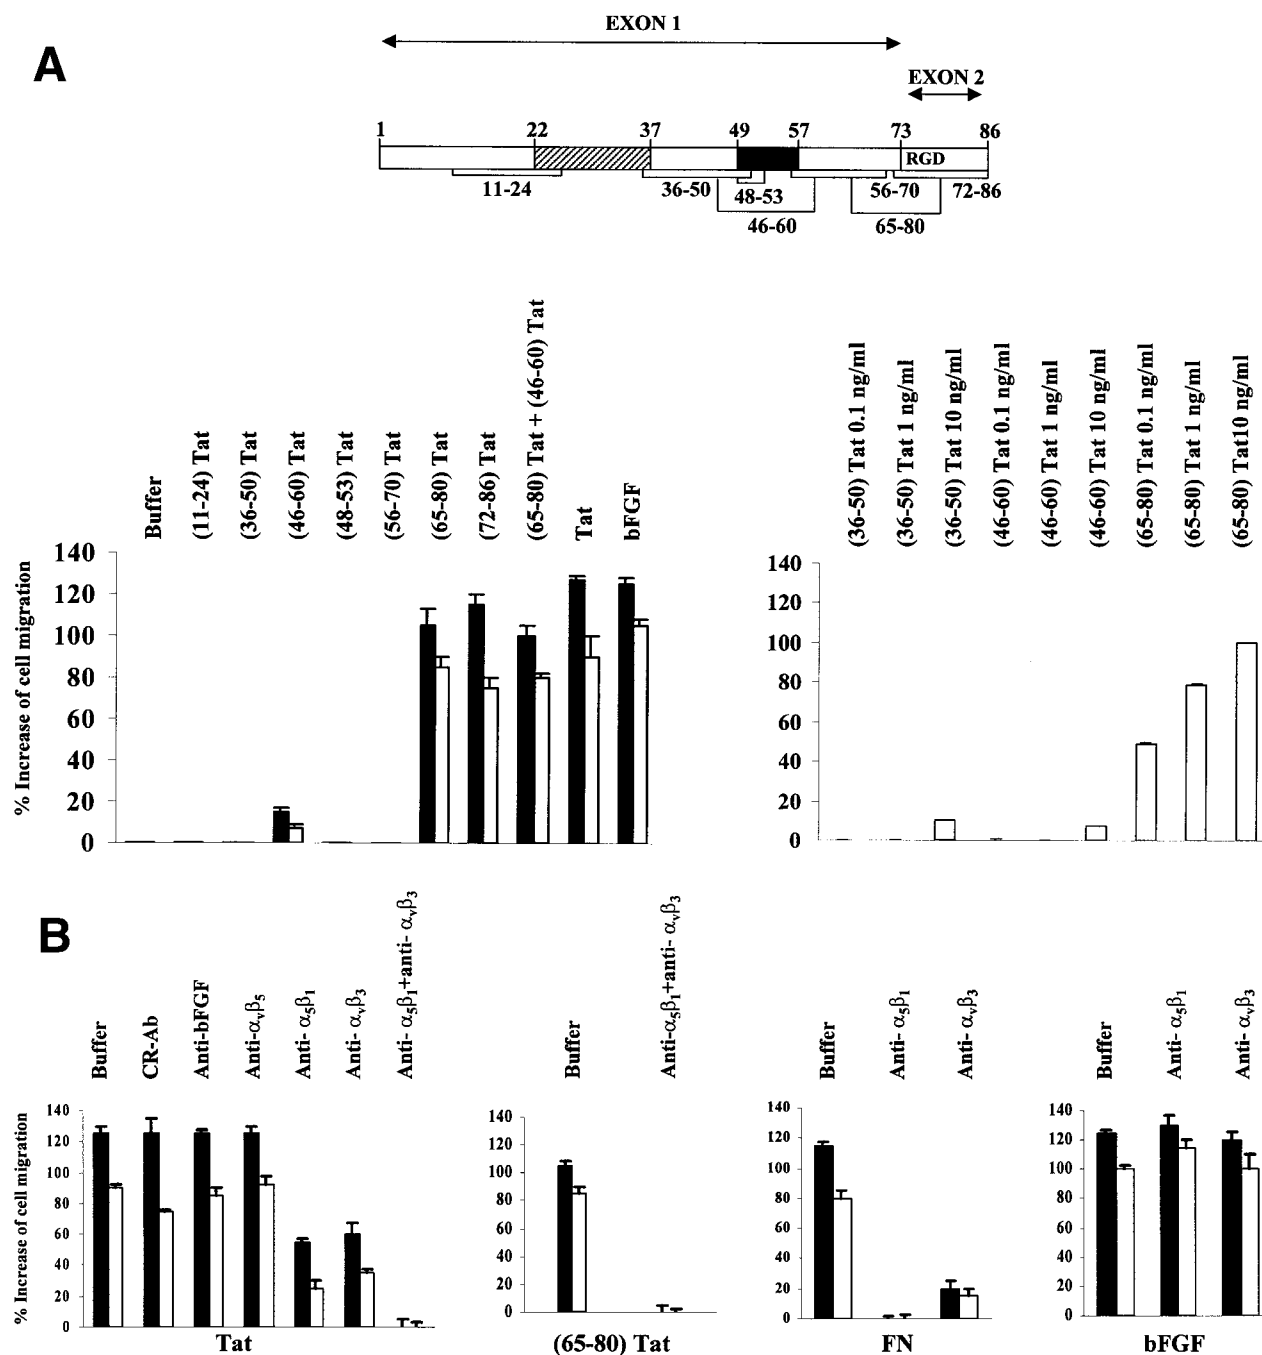 A
EXON 1
EXON 2
1 22 37 49 57 73 86
RGD
11-24 36-50 48-53 56-70 72-86
46-60 65-80
Buffer
(11-24) Tat
(36-50) Tat
(46-60) Tat
(48-53) Tat
(56-70) Tat
(65-80) Tat
(72-86) Tat
(65-80) Tat + (46-60) Tat
Tat
bFGF
% Increase of cell migration
140
120
100
80
60
40
20
0
(36-50) Tat 0.1 ng/ml
(36-50) Tat 1 ng/ml
(36-50) Tat 10 ng/ml
(46-60) Tat 0.1 ng/ml
(46-60) Tat 1 ng/ml
(46-60) Tat 10 ng/ml
(65-80) Tat 0.1 ng/ml
(65-80) Tat 1 ng/ml
(65-80) Tat10 ng/ml
140
120
100
80
60
40
20
0
B
Buffer
CR-Ab
Anti-bFGF
Anti-αvβ5
Anti- α5β1
Anti- αvβ3
Anti- α5β1+anti- αvβ3
% Increase of cell migration
140
120
100
80
60
40
20
0
Tat
Buffer
Anti-α5β1+anti- αvβ3
140
120
100
80
60
40
20
0
(65-80) Tat
Buffer
Anti- α5β1
Anti- αvβ3
140
120
100
80
60
40
20
0
FN
Buffer
Anti- α5β1
Anti- αvβ3
140
120
100
80
60
40
20
0
bFGF